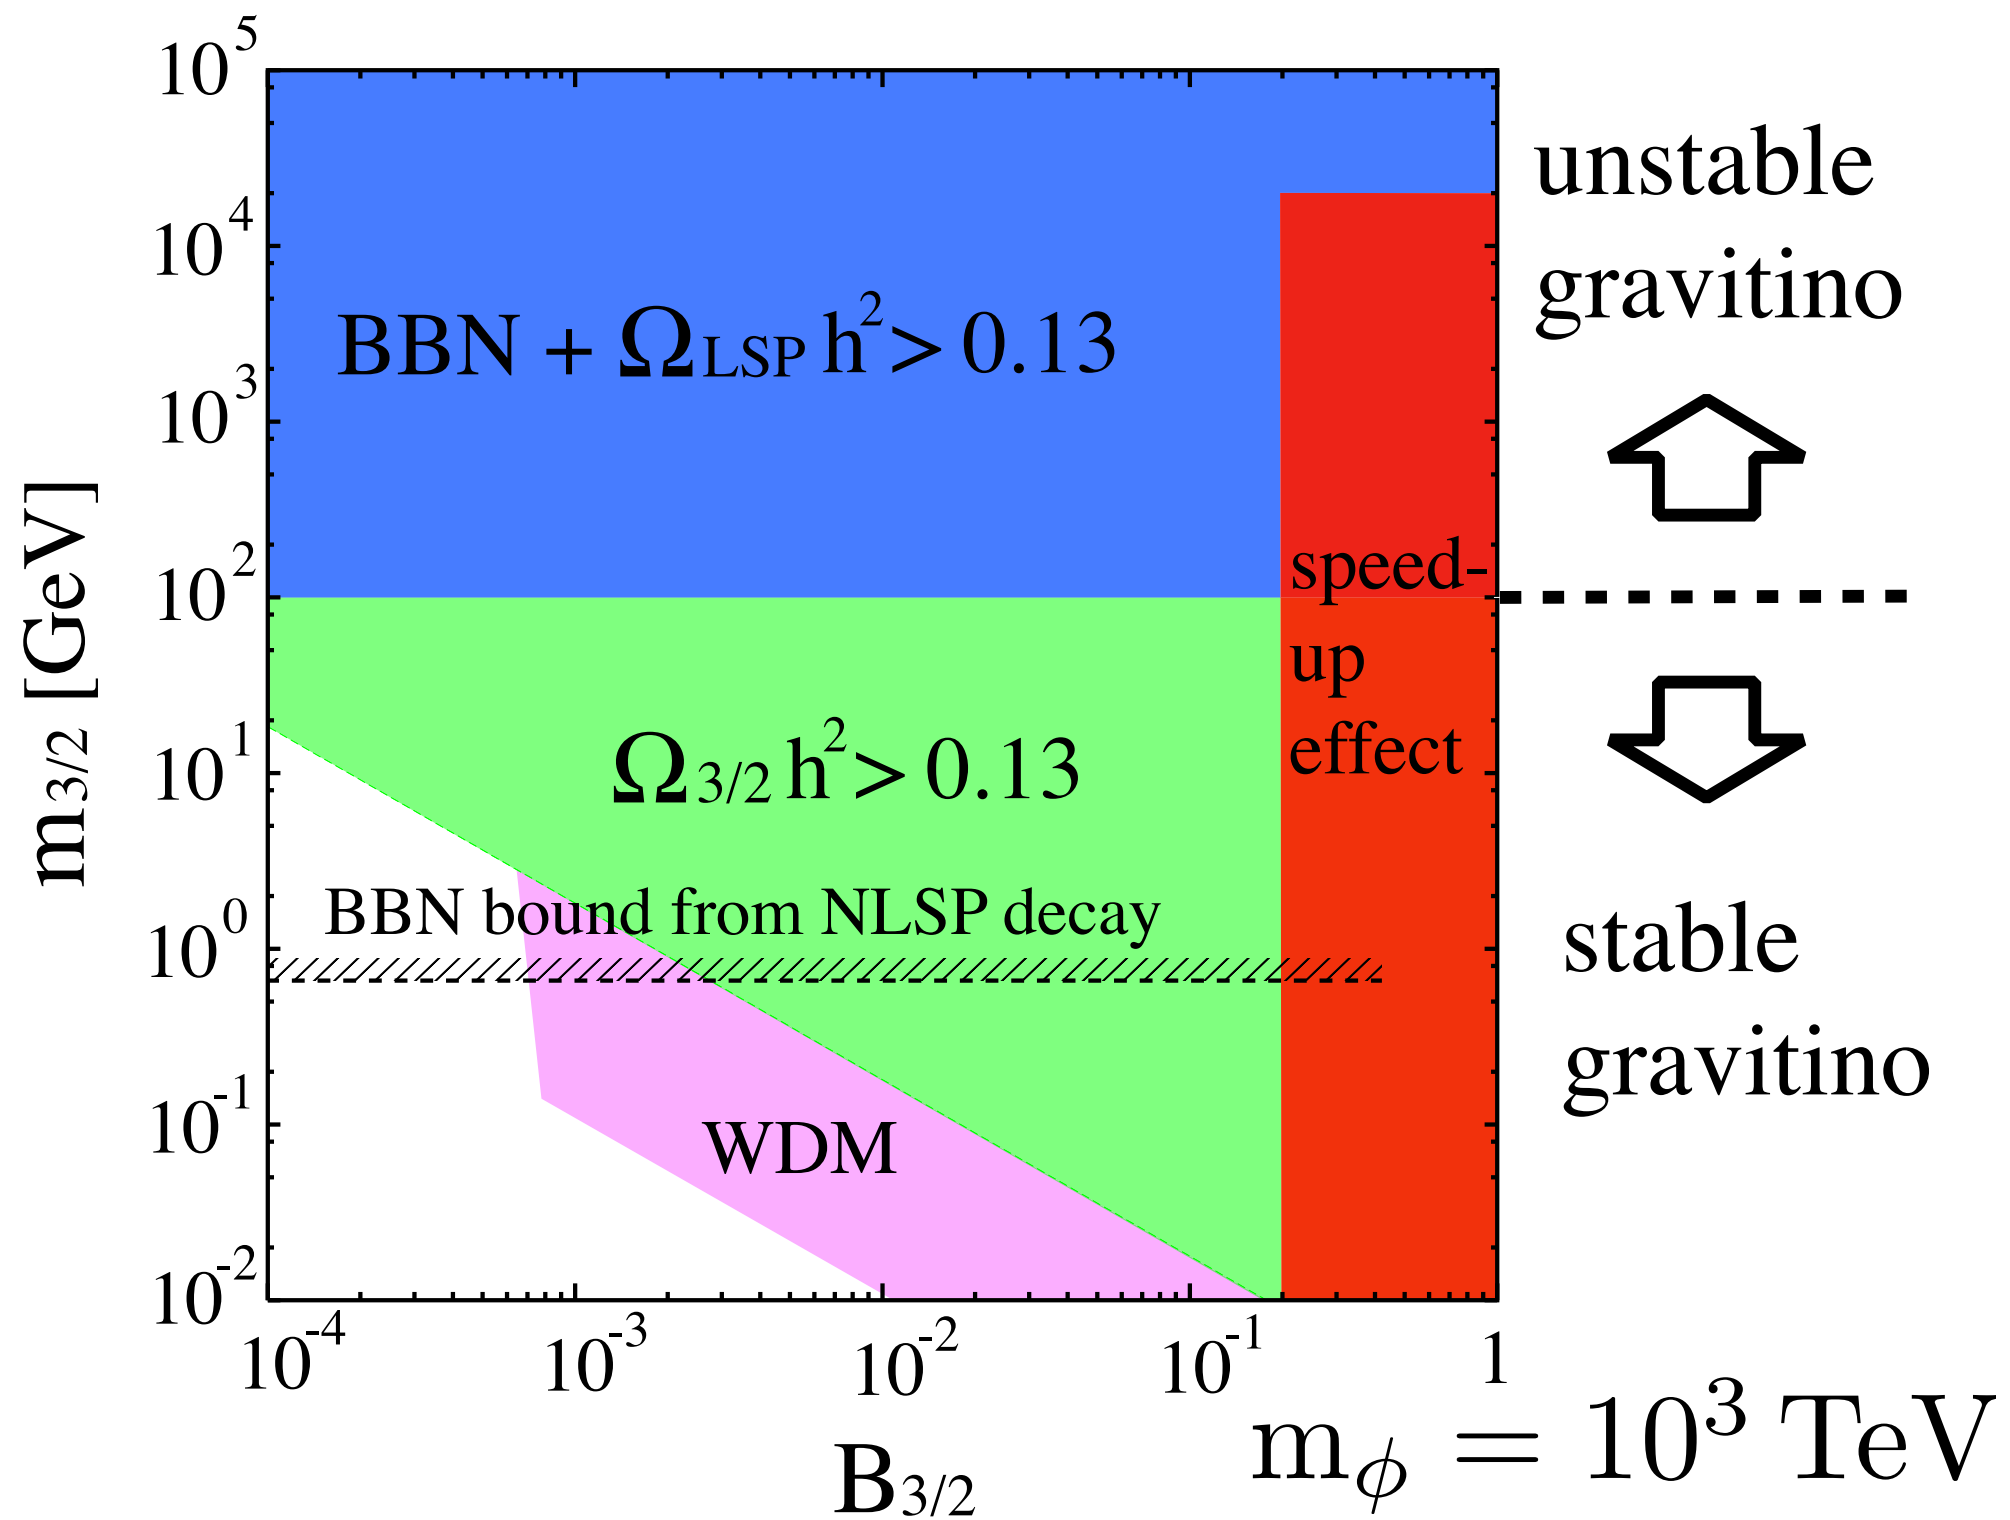 10^5
10^4
10^3
10^2
10^1
10^0
10^-1
10^-2
m3/2 [GeV]
BBN + ΩLSP h^2 > 0.13
speed-
up
effect
Ω3/2 h^2 > 0.13
BBN bound from NLSP decay
WDM
unstable
gravitino
stable
gravitino
10^-4 10^-3 10^-2 10^-1 1
B3/2
mϕ = 10^3 TeV